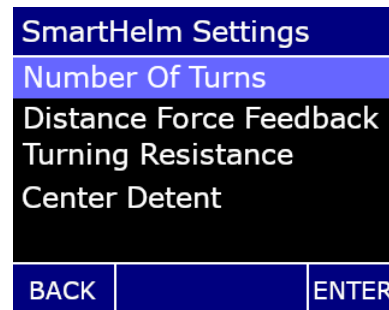 SmartHelm Settings
Number Of Turns
Distance Force Feedback
Turning Resistance
Center Detent
BACK ENTER